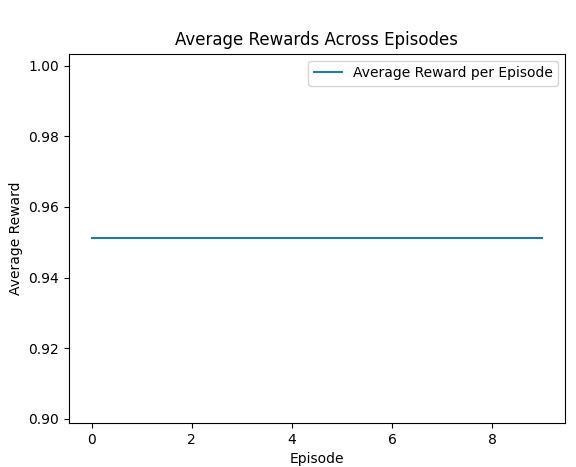 Average Rewards Across Episodes
Average Reward per Episode
1.00
0.98
0.96
0.94
0.92
0.90
Average Reward
0 2 4 6 8
Episode